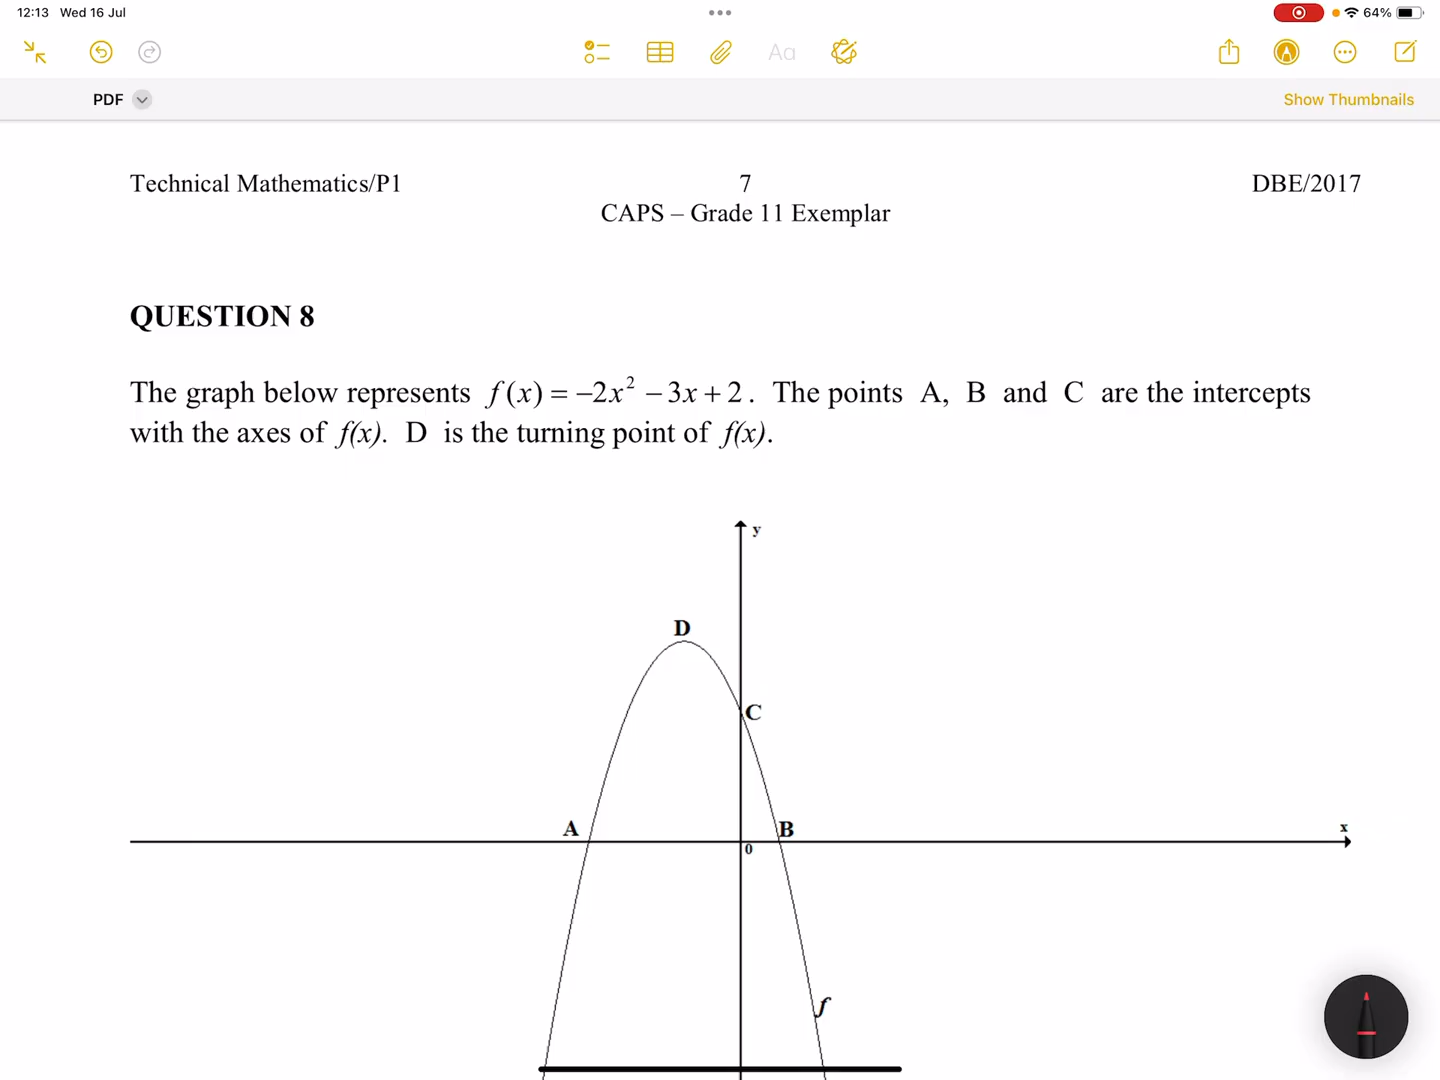 12:13 Wed 16 Jul
64%
Aa
PDF
Show Thumbnails
Technical Mathematics/P1 7 DBE/2017
CAPS – Grade 11 Exemplar
QUESTION 8
The graph below represents f(x) = −2x² − 3x + 2. The points A, B and C are the intercepts
with the axes of f(x). D is the turning point of f(x).
y
D
C
A
B
x
0
f